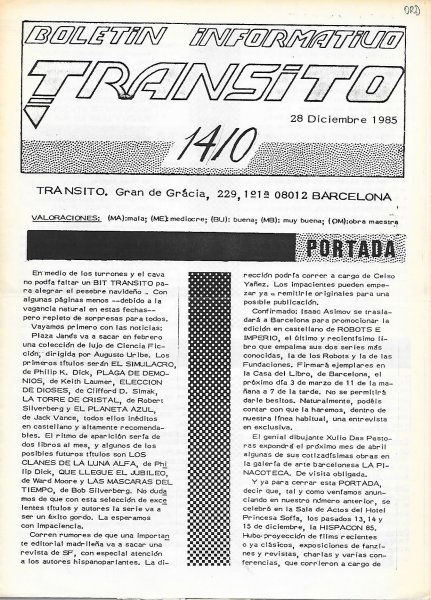 ORD
BOLETIN INFORMATIVO
TRANSITO
28 Diciembre 1985
14/0
TRANSITO. Gran de Grácia, 229, 1º1ª 08012 BARCELONA
VALORACIONES: (MA):mala; (ME):mediocre; (BU): buena; (MB): muy buena; (OM):obra maestra
PORTADA
En medio de los turrones y el cava
no podía faltar un BIT TRANSITO pa-
ra alegrar el pesebre navideño . Con
algunas páginas menos --debido a la
vagancia natural en estas fechas--
pero repleto de sorpresas para todos.
Vayamos primero con las noticias;
Plaza Janés va a sacar en febrero
una colección de lujo de Ciencia Fic-
ción, dirigida por Augusto Uribe. Los
primeros títulos serán EL SIMULACRO,
de Philip K. Dick, PLAGA DE DEMO-
NIOS, de Keith Laumer, ELECCION
DE DIOSES, de Clifford D. Simak,
LA TORRE DE CRISTAL, de Robert
Silverberg y EL PLANETA AZUL,
de Jack Vance, todos ellos inéditos
en castellano y altamente recomenda-
bles. El ritmo de aparición sería de
dos libros al mes, y algunos de los
posibles futuros títulos son LOS
CLANES DE LA LUNA ALFA, de Phi
lip Dick, QUE LLEGUE EL JUBILEO,
de Ward Moore y LAS MASCARAS DEL
TIEMPO, de Bob Silverberg. No duda
mos de que con esta selección de exce
lentes títulos y autores la serie va a
ser un éxito gordo. La esperamos
con impaciencia.
Corren rumores de que una importan
te editorial madrileña va a sacar una
revista de SF, con especial atención
a los autores hispanoparlantes. La di-
rección podría correr a cargo de Celso
Yañez. Los impacientes pueden empe-
zar ya a remitirle originales para una
posible publicación.
Confirmado: Isaac Asimov se trasla-
dará a Barcelona para promocionar la
edición en castellano de ROBOTS E
IMPERIO, el último y recientísimo li-
bro que empalma sus dos series más
conocidas, la de los Robots y la de las
Fundaciones. Firmará ejemplares en
la Casa del Libro, de Barcelona, el
próximo día 3 de marzo de 11 de la ma-
ñana a 7 de la tarde. No se permitirá
darle besitos. Naturalmente, podéis
contar con que la haremos, dentro de
nuestra línea habitual, una entrevista
en exclusiva.
El genial dibujante Xulio Das Pasto-
ras expondrá el próximo mes de abril
algunas de sus cotizadísimas obras en
la galería de arte barcelonesa LA PI-
NACOTECA. De visita obligada.
Y ya para cerrar esta PORTADA,
decir que, tal y como veníamos anun-
ciando en nuestro número anterior, se
celebró en la Sala de Actos del Hotel
Princesa Sofía, los pasados 13, 14 y
15 de diciembre, la HISPACON 85.
Hubo proyección de films recientes
o ya clásicos, exposiciones de fanzi-
nes y revistas, charlas y varias con-
ferencias, que corrieron a cargo de